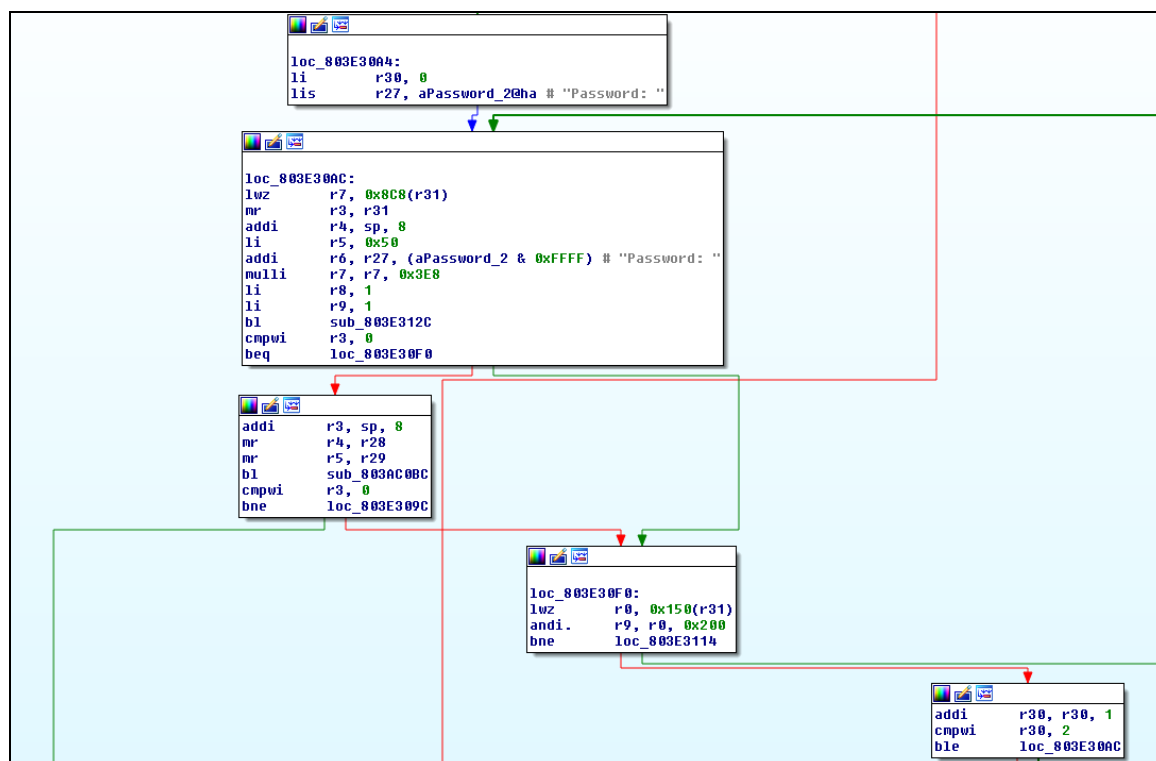 loc_803E30A4:
li r30, 0
lis r27, aPassword_2@ha # "Password: "
loc_803E30AC:
lwz r7, 0x8C8(r31)
mr r3, r31
addi r4, sp, 8
li r5, 0x50
addi r6, r27, (aPassword_2 & 0xFFFF) # "Password: "
mulli r7, r7, 0x3E8
li r8, 1
li r9, 1
bl sub_803E312C
cmpwi r3, 0
beq loc_803E30F0
addi r3, sp, 8
mr r4, r28
mr r5, r29
bl sub_803AC0BC
cmpwi r3, 0
bne loc_803E309C
loc_803E30F0:
lwz r0, 0x150(r31)
andi. r9, r0, 0x200
bne loc_803E3114
addi r30, r30, 1
cmpwi r30, 2
ble loc_803E30AC